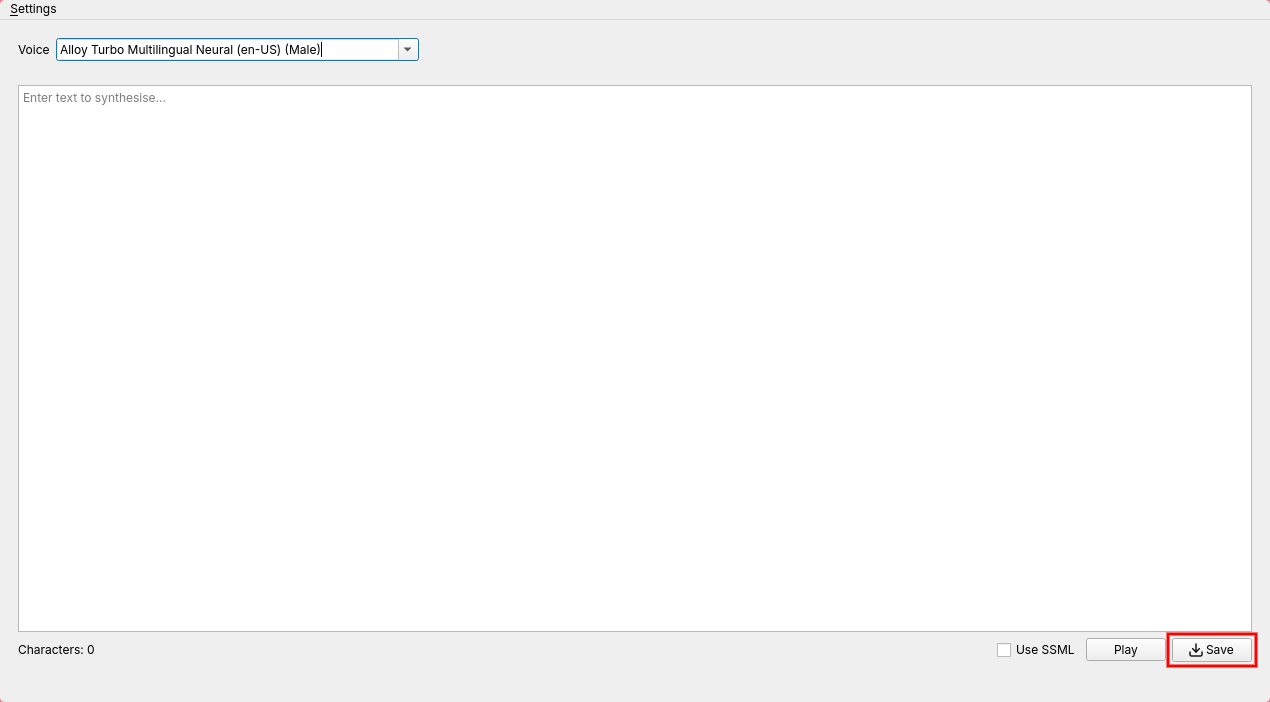 Settings
Voice Alloy Turbo Multilingual Neural (en-US) (Male)
Enter text to synthesise...
Characters: 0 Use SSML Play Save